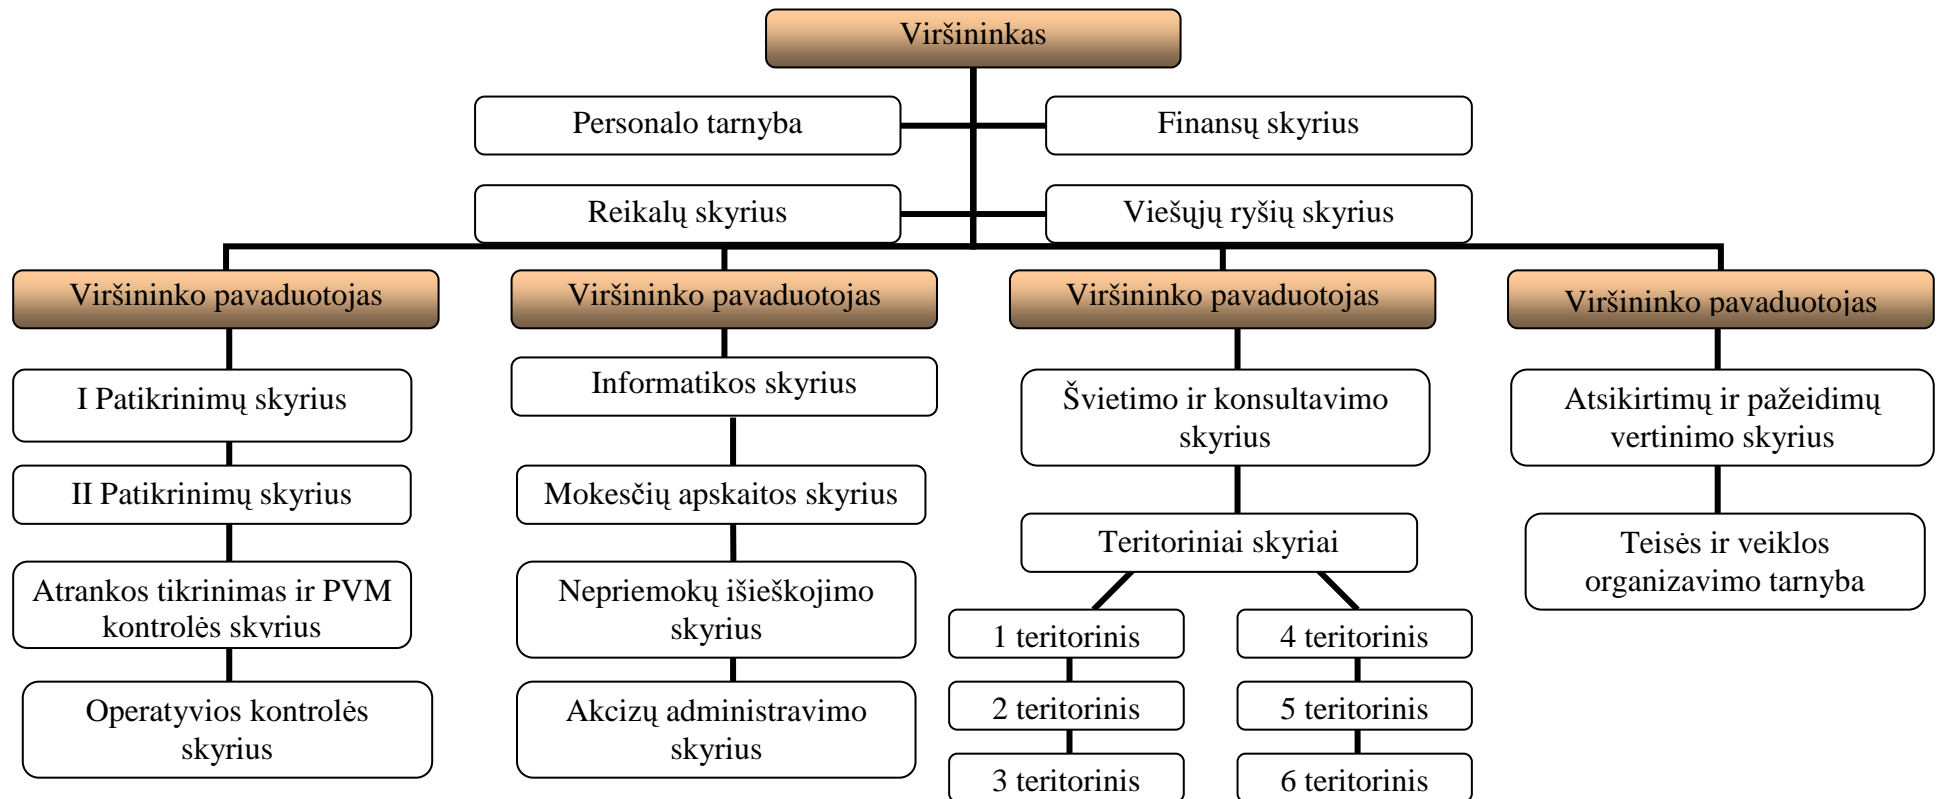 Viršininkas
Personalo tarnyba
Finansų skyrius
Reikalų skyrius
Viešųjų ryšių skyrius
Viršininko pavaduotojas
Viršininko pavaduotojas
Viršininko pavaduotojas
Viršininko pavaduotojas
I Patikrinimų skyrius
II Patikrinimų skyrius
Atrankos tikrinimas ir PVM
kontrolės skyrius
Operatyvios kontrolės
skyrius
Informatikos skyrius
Mokesčių apskaitos skyrius
Nepriemokų išieškojimo
skyrius
Akcizų administravimo
skyrius
Švietimo ir konsultavimo
skyrius
Teritoriniai skyriai
1 teritorinis
2 teritorinis
3 teritorinis
4 teritorinis
5 teritorinis
6 teritorinis
Atsikirtimų ir pažeidimų
vertinimo skyrius
Teisės ir veiklos
organizavimo tarnyba